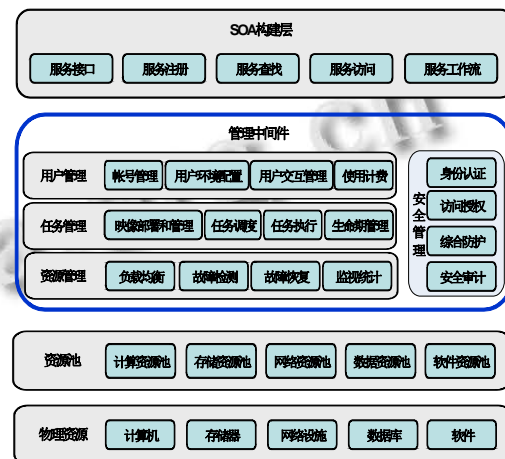 SOA构建层
服务接口 服务注册 服务查找 服务访问 服务工作流
管理中间件
用户管理 帐号管理 用户环境配置 用户交互管理 使用计费
任务管理 映像部署和管理 任务调度 任务执行 生命期管理
资源管理 负载均衡 故障检测 故障恢复 监视统计
安全管理
身份认证
访问授权
综合防护
安全审计
资源池 计算资源池 存储资源池 网络资源池 数据资源池 软件资源池
物理资源 计算机 存储器 网络设施 数据库 软件